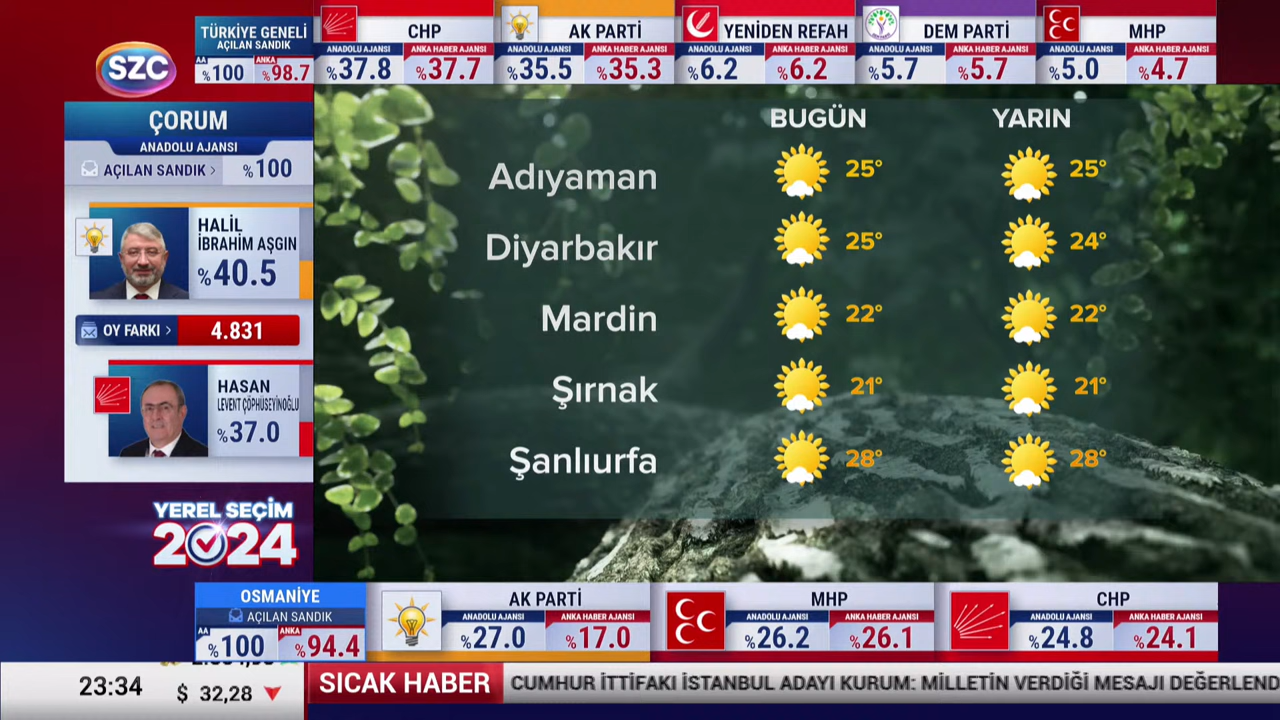 SZC
TÜRKİYE GENELİ
AÇILAN SANDIK
AA ANKA
%100 %98.7
CHP
ANADOLU AJANSI ANKA HABER AJANSI
%37.8 %37.7
AK PARTİ
ANADOLU AJANSI ANKA HABER AJANSI
%35.5 %35.3
YENİDEN REFAH
ANADOLU AJANSI ANKA HABER AJANSI
%6.2 %6.2
DEM PARTİ
ANADOLU AJANSI ANKA HABER AJANSI
%5.7 %5.7
MHP
ANADOLU AJANSI ANKA HABER AJANSI
%5.0 %4.7
ÇORUM
ANADOLU AJANSI
AÇILAN SANDIK > %100
HALİL
İBRAHİM AŞGIN
%40.5
OY FARKI > 4.831
HASAN
LEVENT ÇÖPHÜSEYİNOĞLU
%37.0
YEREL SEÇİM
2024
BUGÜN YARIN
Adıyaman 25° 25°
Diyarbakır 25° 24°
Mardin 22° 22°
Şırnak 21° 21°
Şanlıurfa 28° 28°
OSMANİYE
AÇILAN SANDIK
AA ANKA
%100 %94.4
AK PARTİ
ANADOLU AJANSI ANKA HABER AJANSI
%27.0 %17.0
MHP
ANADOLU AJANSI ANKA HABER AJANSI
%26.2 %26.1
CHP
ANADOLU AJANSI ANKA HABER AJANSI
%24.8 %24.1
23:34
$ 32,28
SICAK HABER
CUMHUR İTTİFAKI İSTANBUL ADAYI KURUM: MİLLETİN VERDİĞİ MESAJI DEĞERLEND